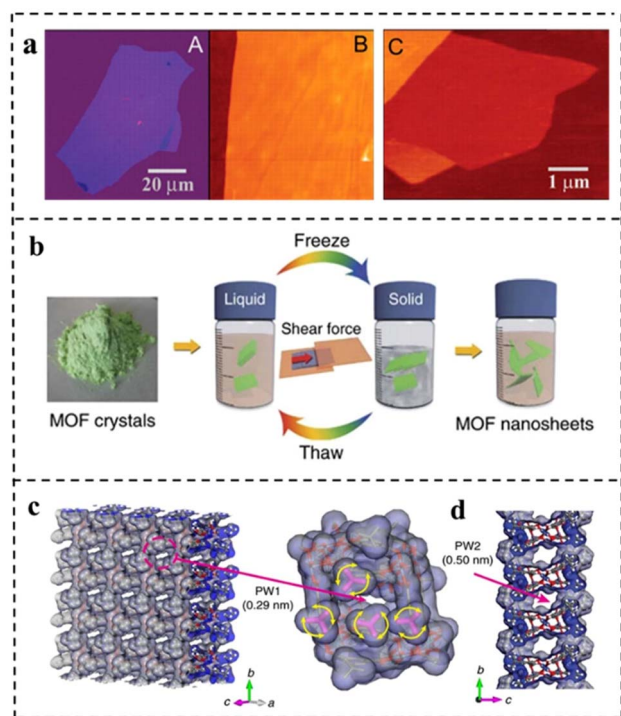 a
A
B
C
20 μm
1 μm
b
Freeze
Liquid
Solid
Shear force
MOF crystals
MOF nanosheets
Thaw
c
d
PW1
(0.29 nm)
PW2
(0.50 nm)
b
c
a
b
c